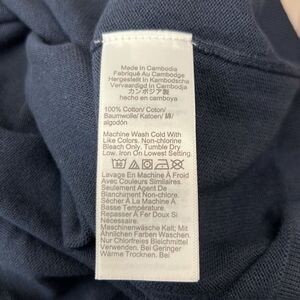 Made In Cambodia
Fabriqué Au Cambodge
Hergestellt In Kambodscha
Vervaardigd In Cambodja
カンボジア製
hecho en camboya
100% Cotton/ Coton/
Baumwolle/ Katoen/ 綿/
algodón
Machine Wash Cold With
Like Colors. Non-chlorine
Bleach Only, Tumble Dry
Low. Iron On Lowest Setting.
Lavage En Machine À Froid
Avec Couleurs Similaires.
Seulement Agent De
Blanchiment Non-chlore.
Sécher À La Machine À
Basse Température.
Repasser À Fer Doux Si
Nécessaire.
Maschinenwäsche Kalt; Mit
Ähnlichen Farben Waschen.
Nur Chlorfreies Bleichmittel
Verwenden. Bei Geringer
Wärme Trocknen. Bei